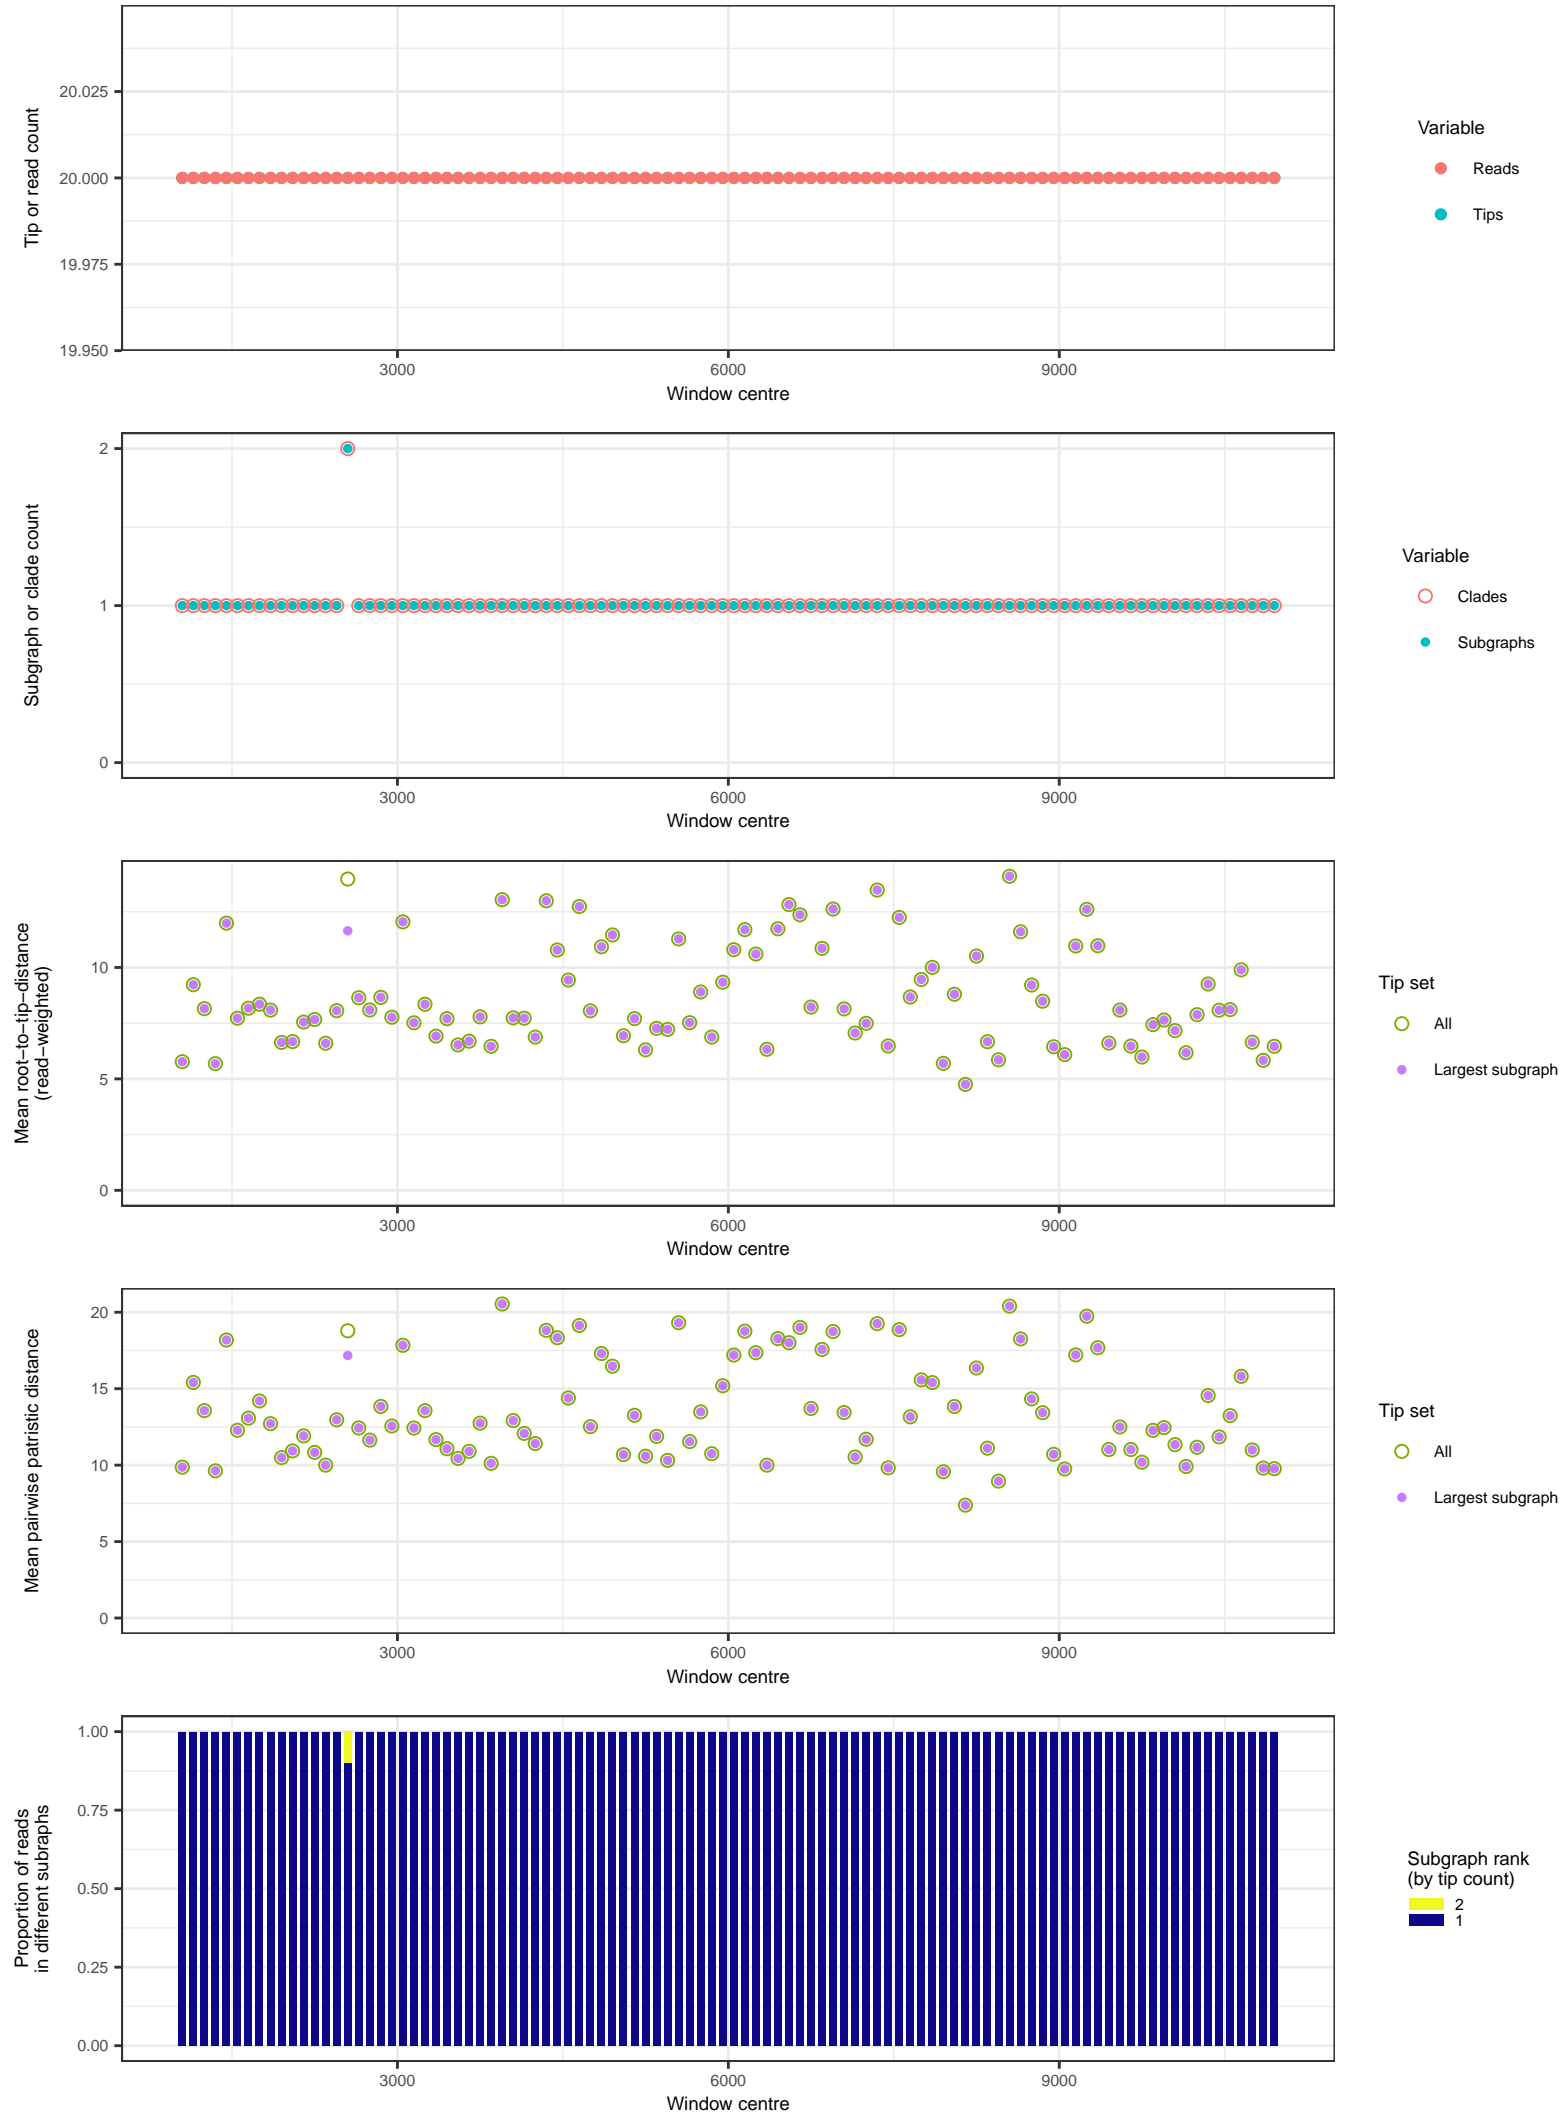 20.025
20.000
19.975
19.950
Tip or read count
3000 6000 9000
Window centre
Variable
Reads
Tips
2
1
0
Subgraph or clade count
3000 6000 9000
Window centre
Variable
Clades
Subgraphs
10
5
0
Mean root−to−tip−distance
(read−weighted)
3000 6000 9000
Window centre
Tip set
All
Largest subgraph
20
15
10
5
0
Mean pairwise patristic distance
3000 6000 9000
Window centre
Tip set
All
Largest subgraph
1.00
0.75
0.50
0.25
0.00
Proportion of reads
in different subraphs
3000 6000 9000
Window centre
Subgraph rank
(by tip count)
2
1